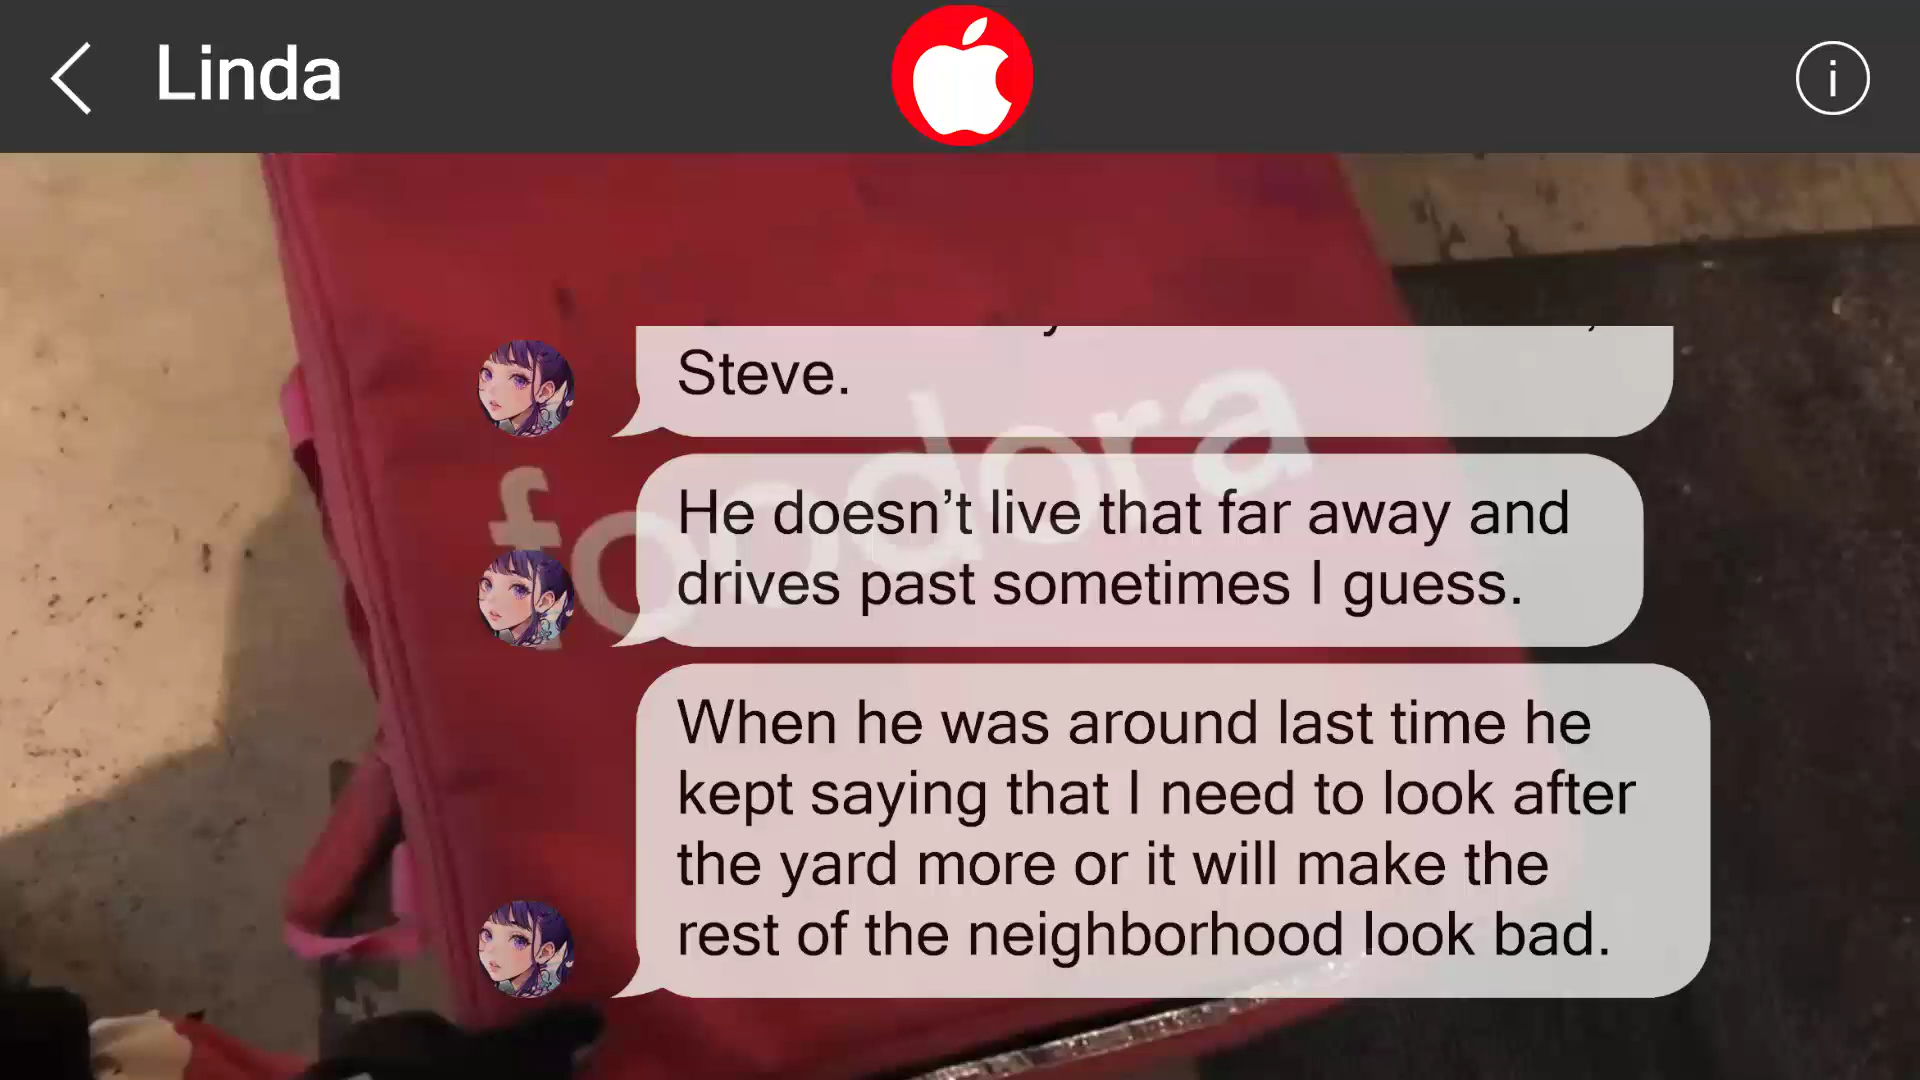 Linda
i
Steve.
foodora
He doesn’t live that far away and
drives past sometimes I guess.
When he was around last time he
kept saying that I need to look after
the yard more or it will make the
rest of the neighborhood look bad.